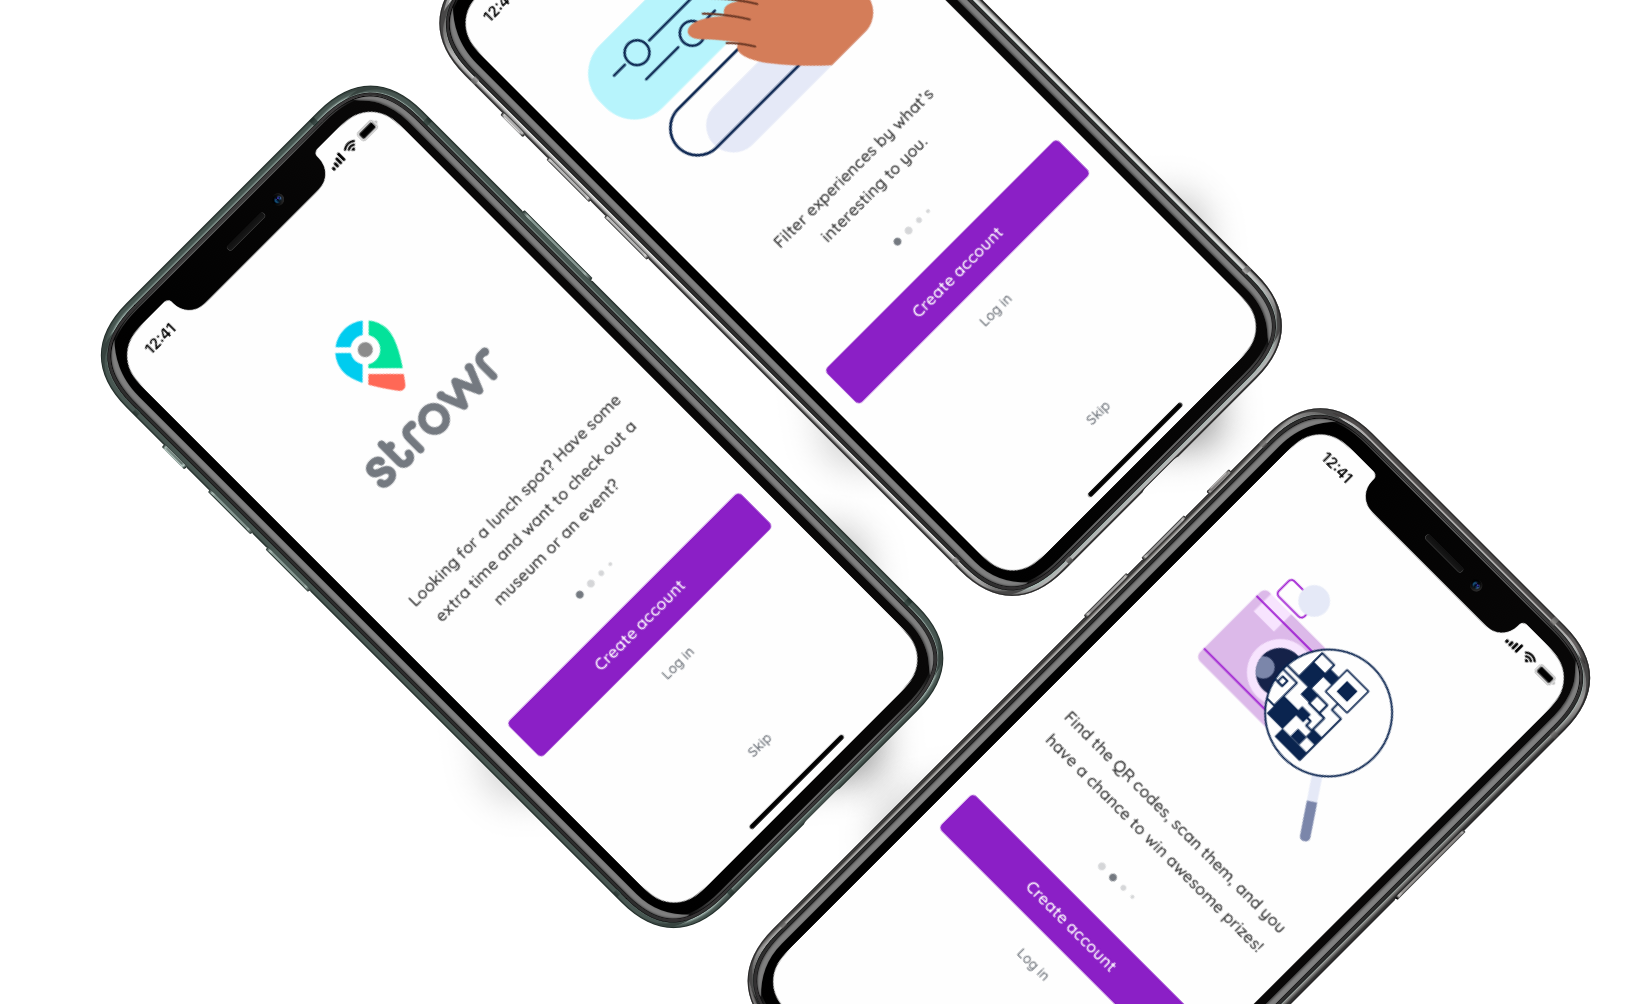 12:41
strowr
Looking for a lunch spot? Have some
extra time and want to check out a
museum or an event?
Create account
Log in
Skip
12:4
Filter experiences by what's
interesting to you.
Create account
Log in
Skip
12:41
Find the QR codes, scan them, and you
have a chance to win awesome prizes!
Create account
Log in